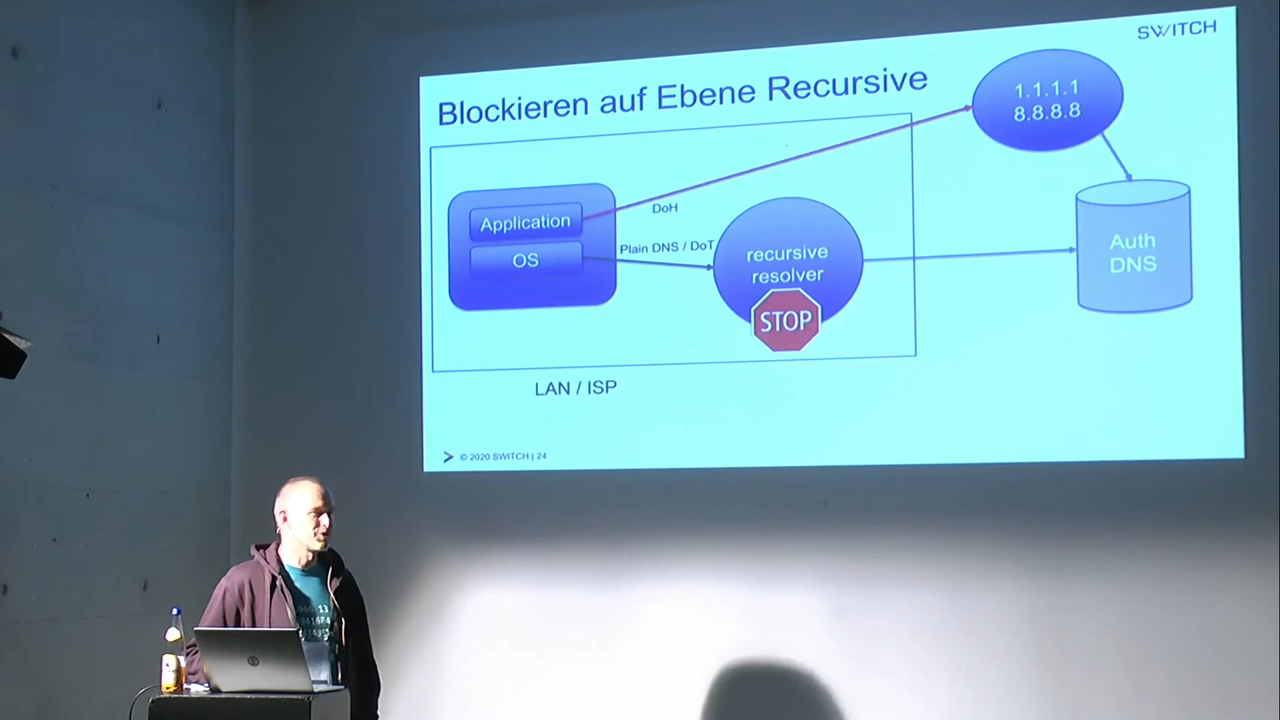 SWITCH
Blockieren auf Ebene Recursive
1.1.1.1
8.8.8.8
Application
OS
DoH
Plain DNS / DoT
recursive
resolver
STOP
Auth
DNS
LAN / ISP
© 2020 SWITCH | 24